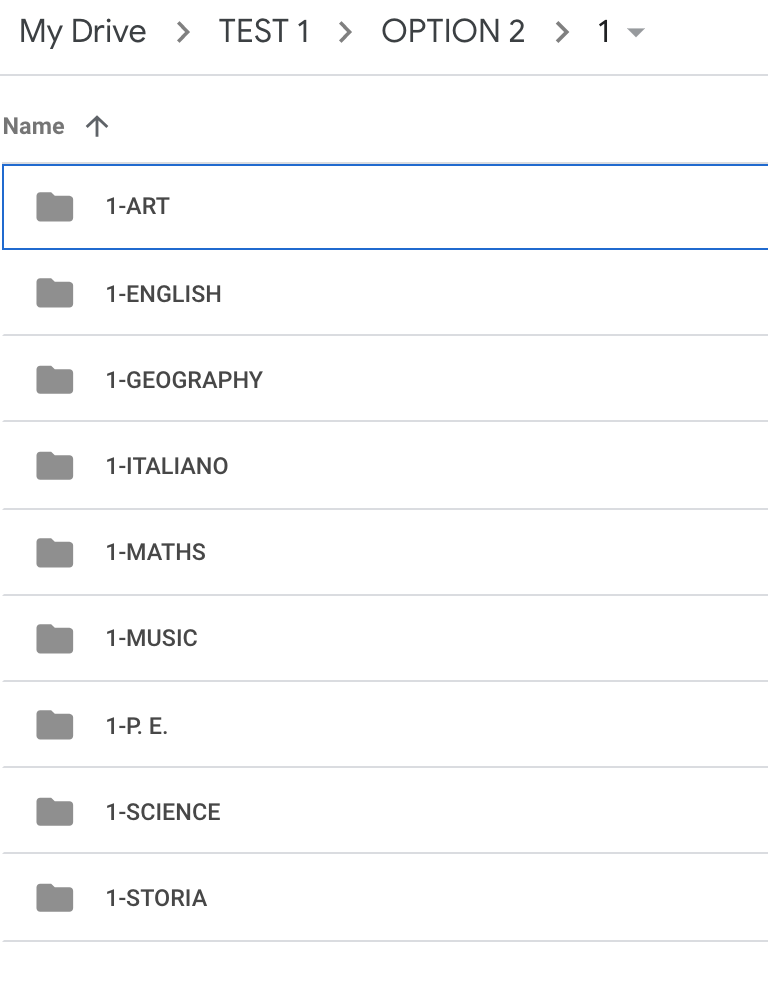 My Drive > TEST 1 > OPTION 2 > 1
Name
1-ART
1-ENGLISH
1-GEOGRAPHY
1-ITALIANO
1-MATHS
1-MUSIC
1-P. E.
1-SCIENCE
1-STORIA